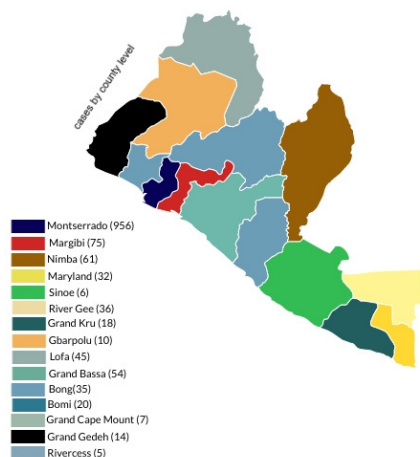 cases by county level
Montserrado (956)
Margibi (75)
Nimba (61)
Maryland (32)
Sinoe (6)
River Gee (36)
Grand Kru (18)
Gbarpolu (10)
Lofa (45)
Grand Bassa (54)
Bong(35)
Bomi (20)
Grand Cape Mount (7)
Grand Gedeh (14)
Rivercess (5)